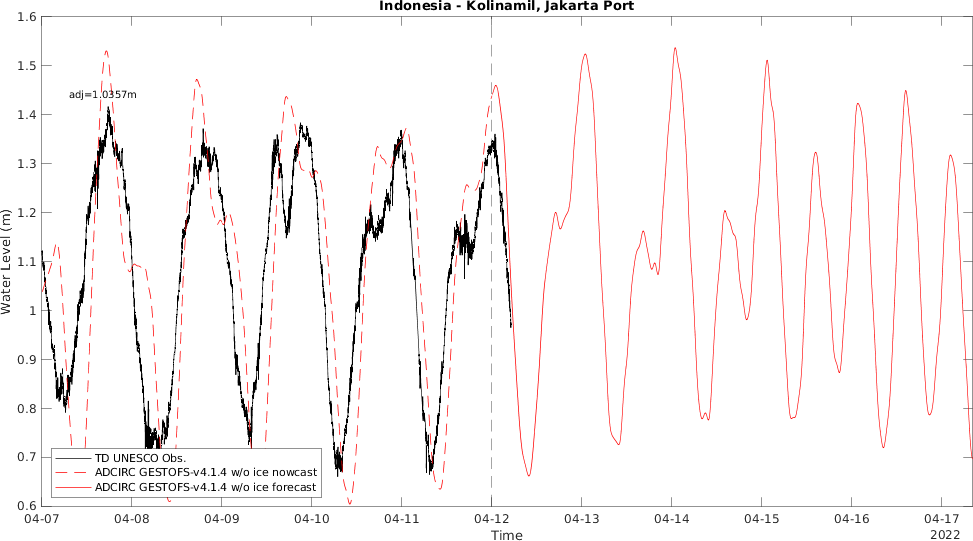 Indonesia - Kolinamil, Jakarta Port
1.6
1.5
1.4
1.3
1.2
1.1
1
0.9
0.8
0.7
0.6
Water Level (m)
adj=1.0357m
TD UNESCO Obs.
ADCIRC GESTOFS-v4.1.4 w/o ice nowcast
ADCIRC GESTOFS-v4.1.4 w/o ice forecast
04-07 04-08 04-09 04-10 04-11 04-12 04-13 04-14 04-15 04-16 04-17
Time
2022